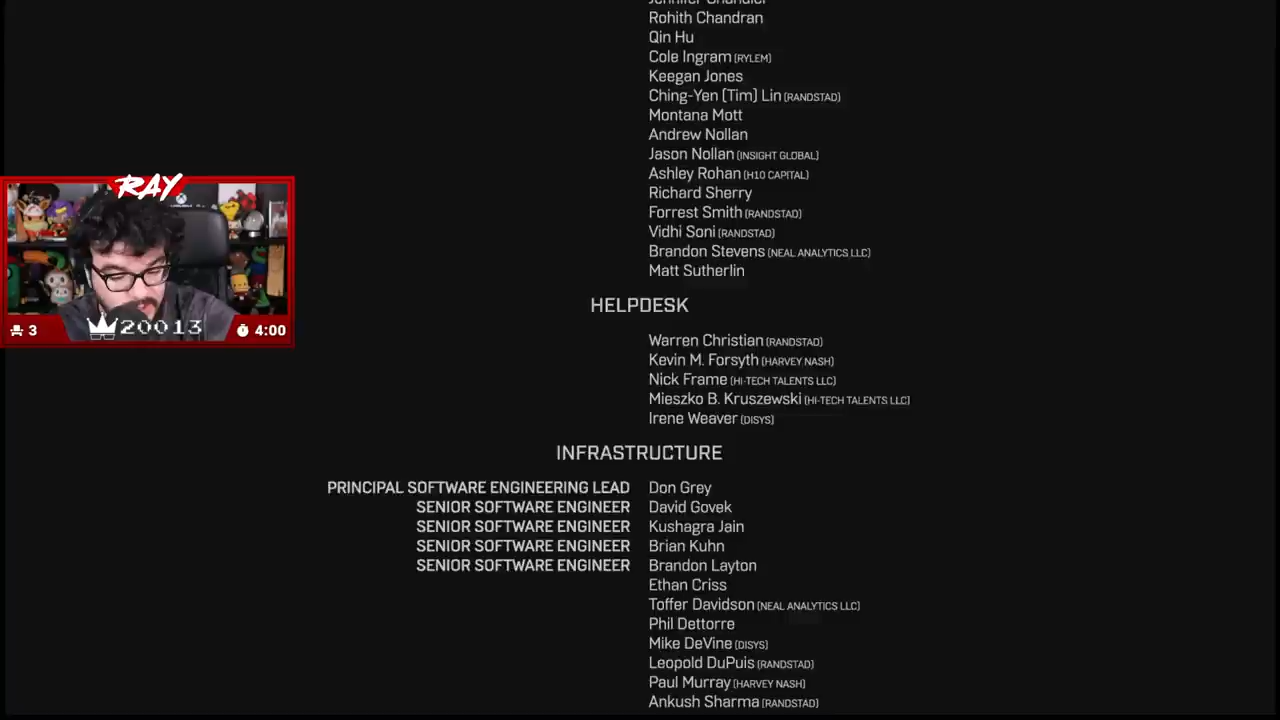 Jennifer Chandler
Rohith Chandran
Qin Hu
Cole Ingram (RYLEM)
Keegan Jones
Ching-Yen (Tim) Lin (RANDSTAD)
Montana Mott
Andrew Nollan
Jason Nollan (INSIGHT GLOBAL)
Ashley Rohan (H10 CAPITAL)
Richard Sherry
Forrest Smith (RANDSTAD)
Vidhi Soni (RANDSTAD)
Brandon Stevens (NEAL ANALYTICS LLC)
Matt Sutherlin
RAY
3
20013
4:00
HELPDESK
Warren Christian (RANDSTAD)
Kevin M. Forsyth (HARVEY NASH)
Nick Frame (HI-TECH TALENTS LLC)
Mieszko B. Kruszewski (HI-TECH TALENTS LLC)
Irene Weaver (DISYS)
INFRASTRUCTURE
PRINCIPAL SOFTWARE ENGINEERING LEAD Don Grey
SENIOR SOFTWARE ENGINEER David Govek
SENIOR SOFTWARE ENGINEER Kushagra Jain
SENIOR SOFTWARE ENGINEER Brian Kuhn
SENIOR SOFTWARE ENGINEER Brandon Layton
Ethan Criss
Toffer Davidson (NEAL ANALYTICS LLC)
Phil Dettorre
Mike DeVine (DISYS)
Leopold DuPuis (RANDSTAD)
Paul Murray (HARVEY NASH)
Ankush Sharma (RANDSTAD)